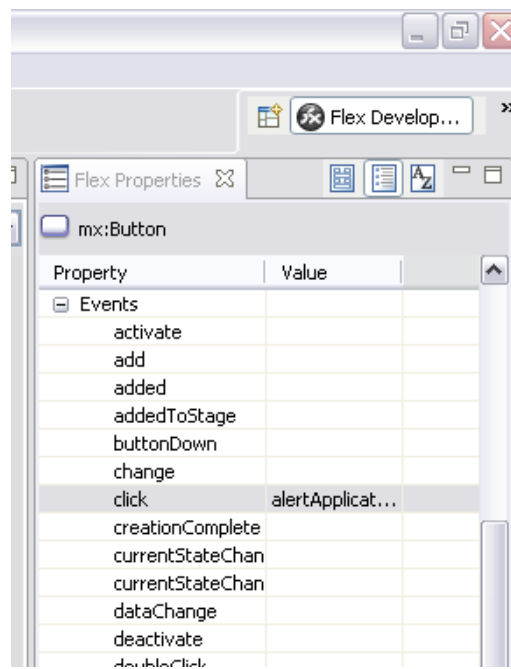 Flex Develop...
»
Flex Properties
mx:Button
Property Value
Events
activate
add
added
addedToStage
buttonDown
change
click alertApplicat...
creationComplete
currentStateChan
currentStateChan
dataChange
deactivate
doubleClick